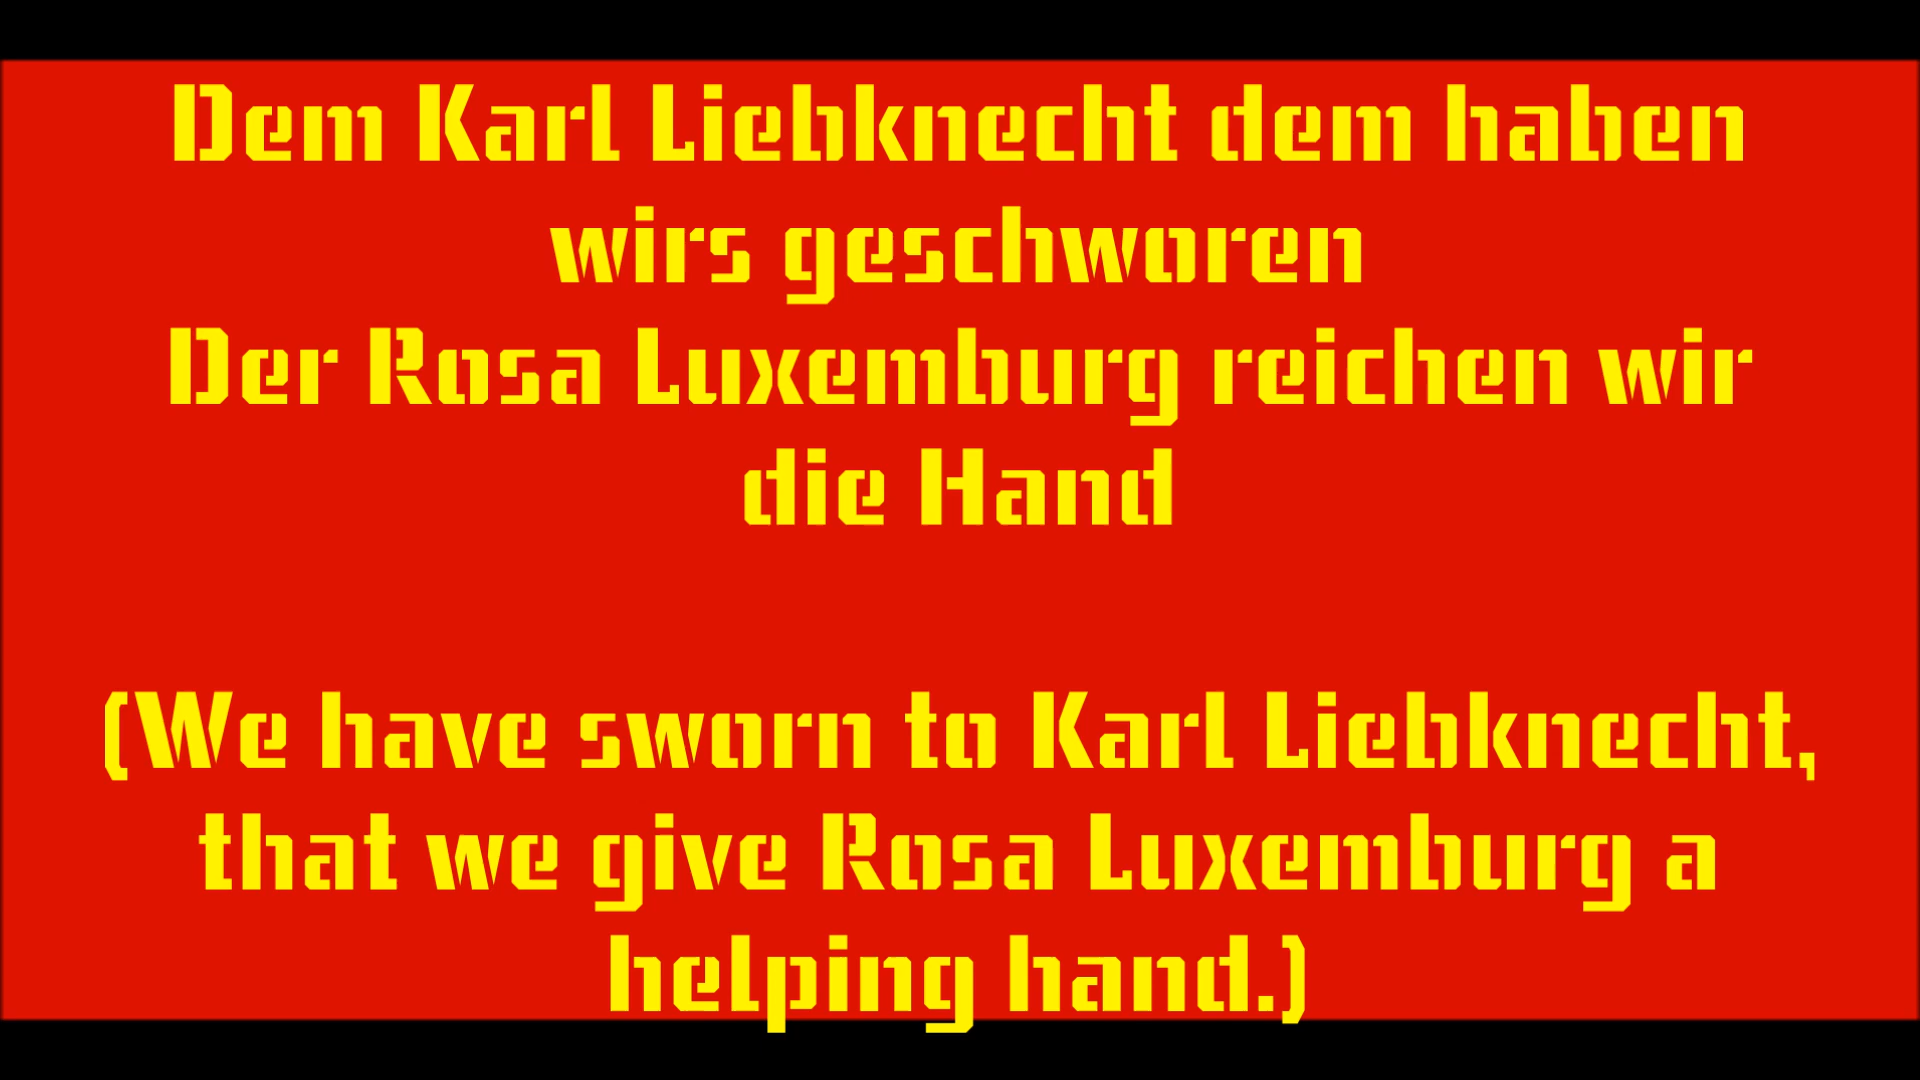 Dem Karl Liebknecht dem haben
wirs geschworen
Der Rosa Luxemburg reichen wir
die Hand
(We have sworn to Karl Liebknecht,
that we give Rosa Luxemburg a
helping hand.)